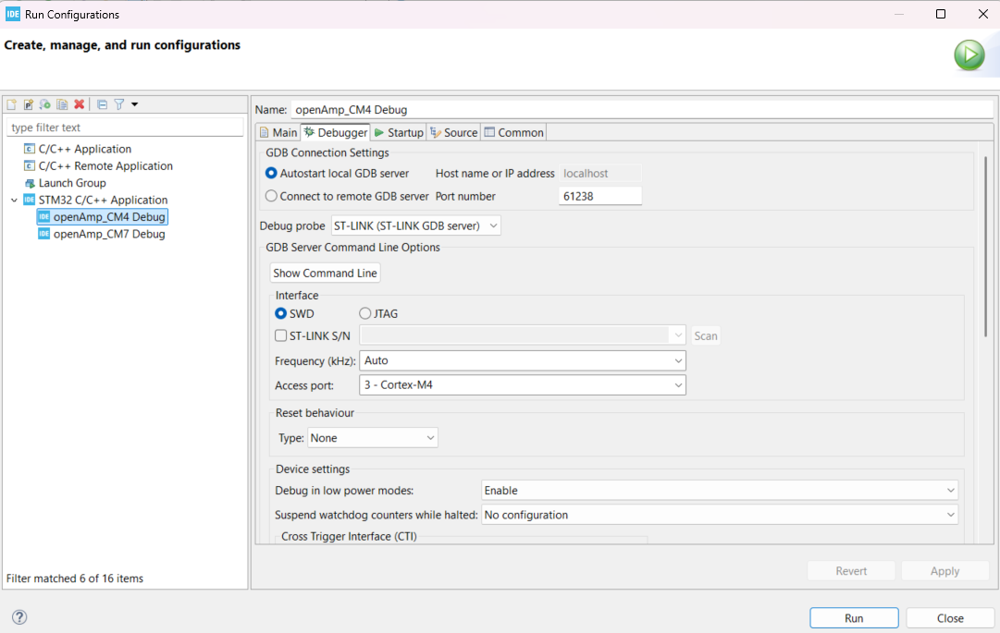 IDE Run Configurations
Create, manage, and run configurations
type filter text
C/C++ Application
C/C++ Remote Application
Launch Group
IDE STM32 C/C++ Application
IDE openAmp_CM4 Debug
IDE openAmp_CM7 Debug
Filter matched 6 of 16 items
Name: openAmp_CM4 Debug
Main Debugger Startup Source Common
GDB Connection Settings
Autostart local GDB server Host name or IP address localhost
Connect to remote GDB server Port number 61238
Debug probe ST-LINK (ST-LINK GDB server)
GDB Server Command Line Options
Show Command Line
Interface
SWD JTAG
ST-LINK S/N Scan
Frequency (kHz): Auto
Access port: 3 - Cortex-M4
Reset behaviour
Type: None
Device settings
Debug in low power modes: Enable
Suspend watchdog counters while halted: No configuration
Cross Trigger Interface (CTI)
Revert Apply
? Run Close